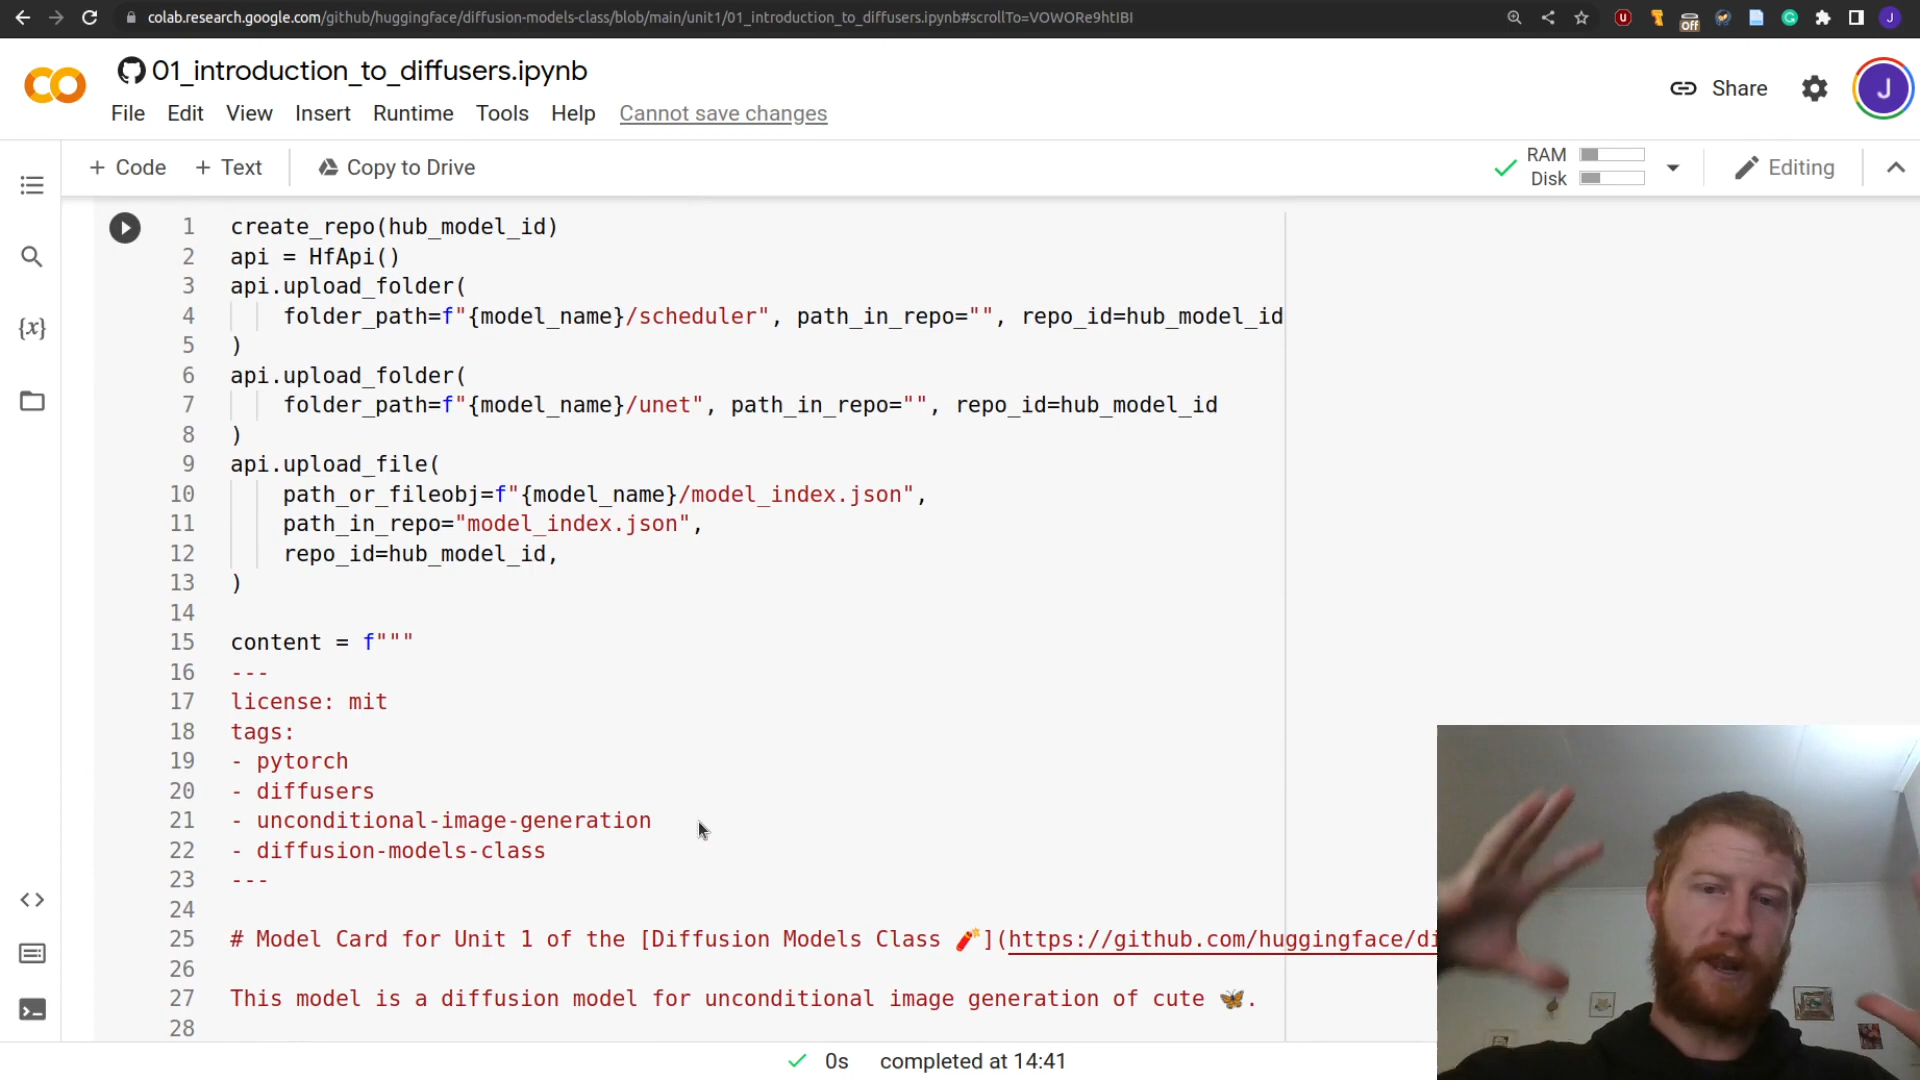 colab.research.google.com/github/huggingface/diffusion-models-class/blob/main/unit1/01_introduction_to_diffusers.ipynb#scrollTo=VOWORe9htIBI
Off
J
01_introduction_to_diffusers.ipynb
File Edit View Insert Runtime Tools Help Cannot save changes
Share
J
+ Code + Text Copy to Drive
RAM
Disk
Editing
{x}
1 create_repo(hub_model_id)
2 api = HfApi()
3 api.upload_folder(
4 folder_path=f"{model_name}/scheduler", path_in_repo="", repo_id=hub_model_id
5 )
6 api.upload_folder(
7 folder_path=f"{model_name}/unet", path_in_repo="", repo_id=hub_model_id
8 )
9 api.upload_file(
10 path_or_fileobj=f"{model_name}/model_index.json",
11 path_in_repo="model_index.json",
12 repo_id=hub_model_id,
13 )
14
15 content = f"""
16 ---
17 license: mit
18 tags:
19 - pytorch
20 - diffusers
21 - unconditional-image-generation
22 - diffusion-models-class
23 ---
24
25 # Model Card for Unit 1 of the [Diffusion Models Class 🧨](https://github.com/huggingface/di
26
27 This model is a diffusion model for unconditional image generation of cute 🦋.
28
0s completed at 14:41